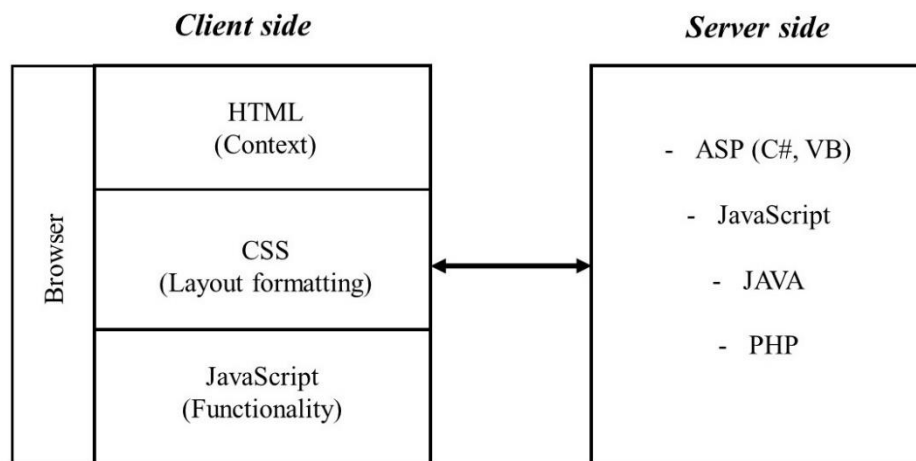 Client side
Server side
Browser
HTML
(Context)
CSS
(Layout formatting)
JavaScript
(Functionality)
- ASP (C#, VB)
- JavaScript
- JAVA
- PHP